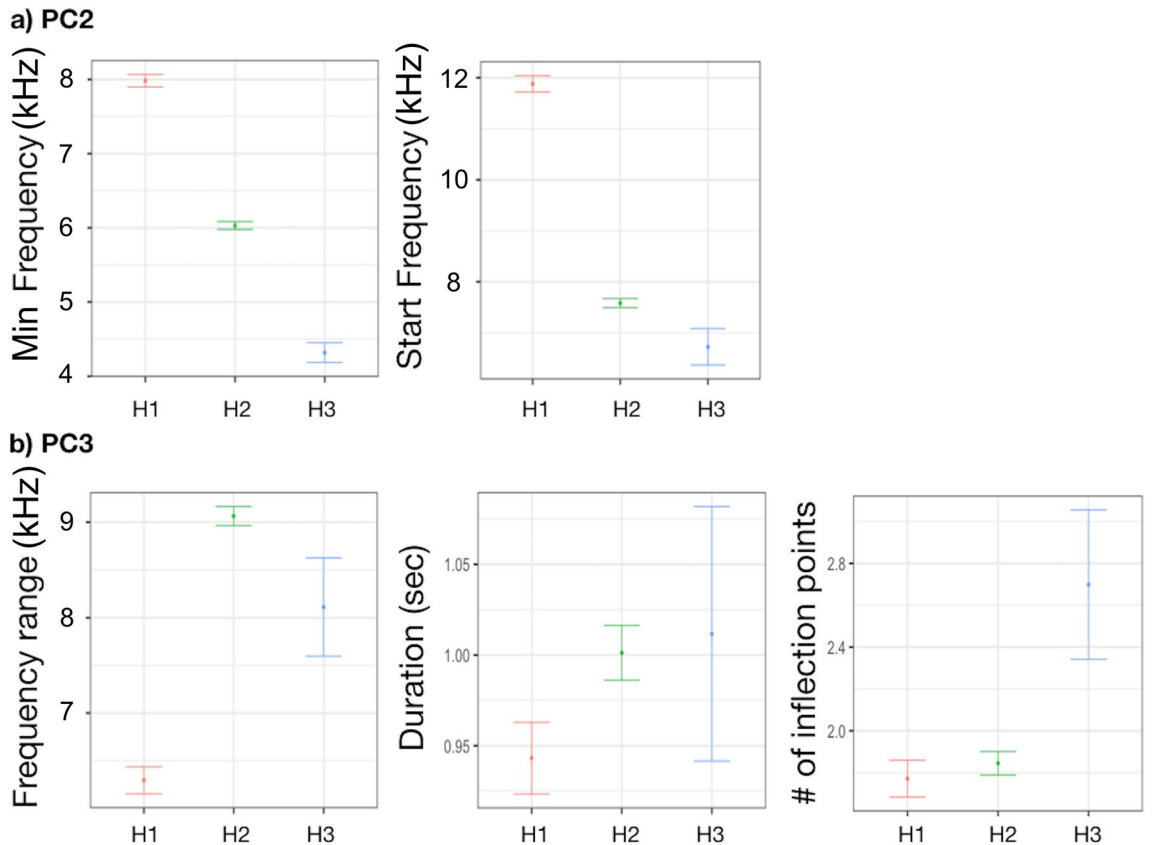 a) PC2
Min Frequency (kHz)
8
7
6
5
4
H1 H2 H3
Start Frequency (kHz)
12
10
8
H1 H2 H3
b) PC3
Frequency range (kHz)
9
8
7
H1 H2 H3
Duration (sec)
1.05
1.00
0.95
H1 H2 H3
# of inflection points
2.8
2.4
2.0
H1 H2 H3